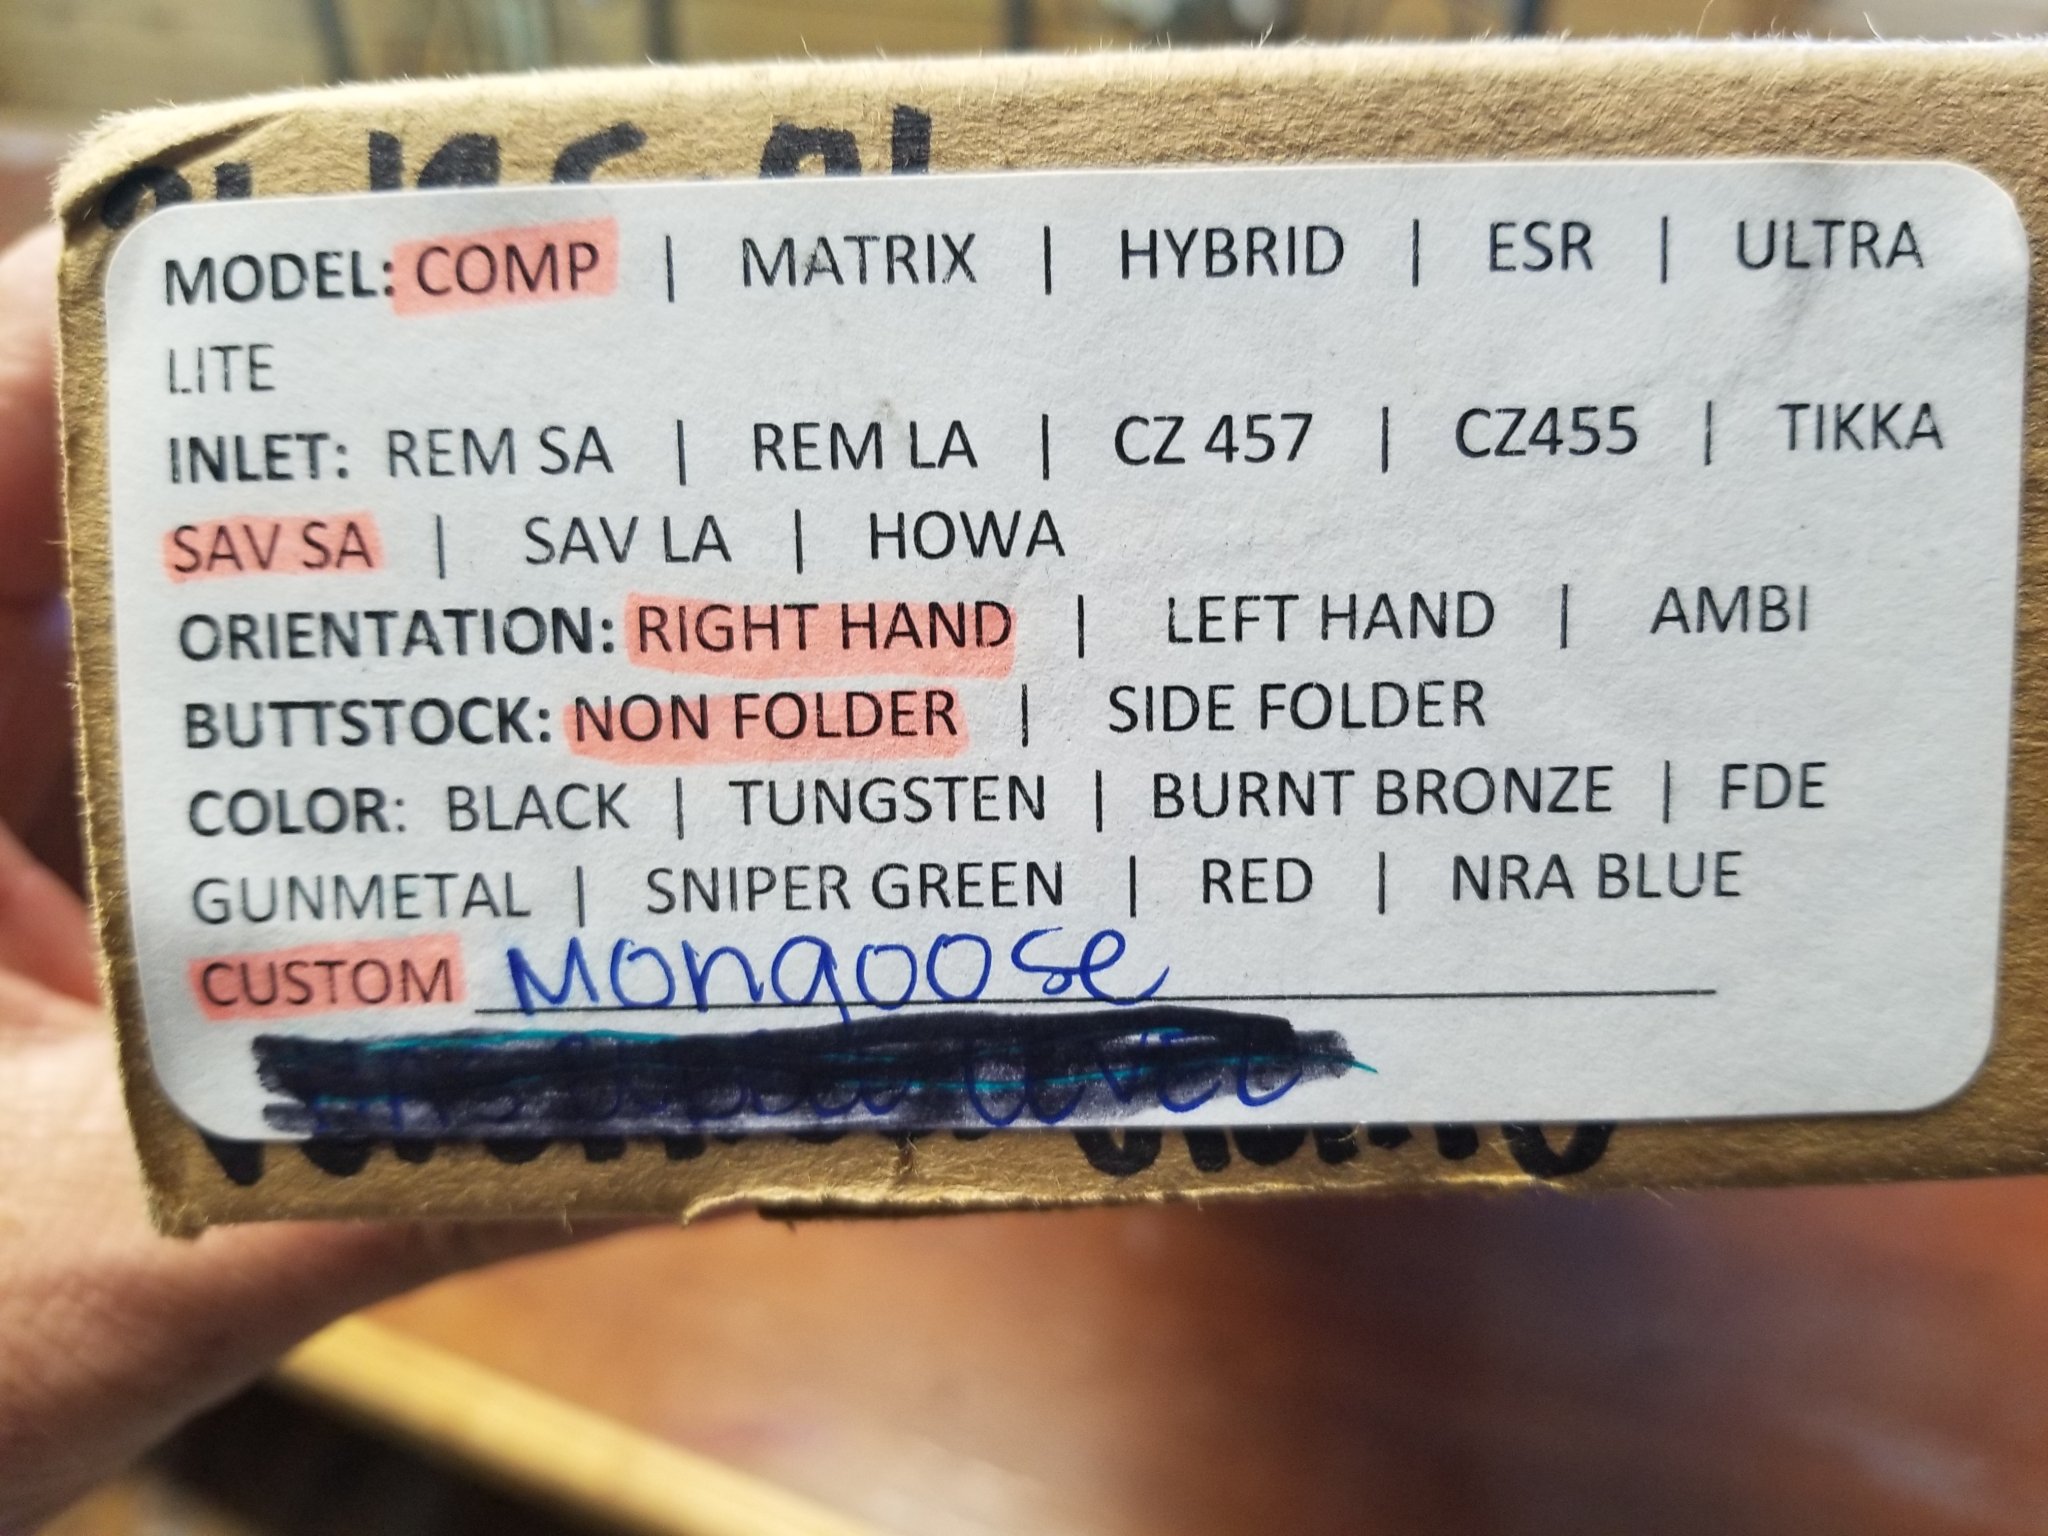 MODEL: COMP | MATRIX | HYBRID | ESR | ULTRA
LITE
INLET: REM SA | REM LA | CZ 457 | CZ455 | TIKKA
SAV SA | SAV LA | HOWA
ORIENTATION: RIGHT HAND | LEFT HAND | AMBI
BUTTSTOCK: NON FOLDER | SIDE FOLDER
COLOR: BLACK | TUNGSTEN | BURNT BRONZE | FDE
GUNMETAL | SNIPER GREEN | RED | NRA BLUE
CUSTOM Mongoose